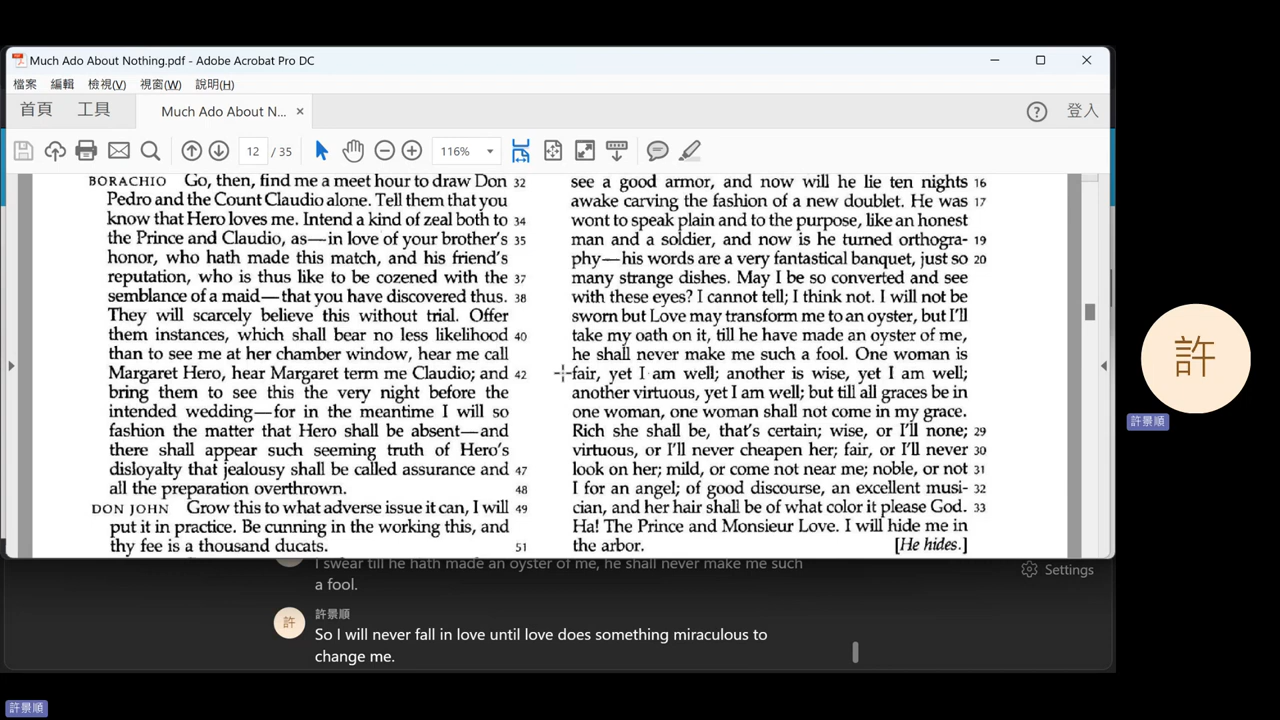 Much Ado About Nothing.pdf - Adobe Acrobat Pro DC
檔案 編輯 檢視(V) 視窗(W) 說明(H)
首頁 工具 Much Ado About N... × 登入
12 / 35 116%
BORACHIO Go, then, find me a meet hour to draw Don 32
Pedro and the Count Claudio alone. Tell them that you
know that Hero loves me. Intend a kind of zeal both to 34
the Prince and Claudio, as—in love of your brother's 35
honor, who hath made this match, and his friend's
reputation, who is thus like to be cozened with the 37
semblance of a maid—that you have discovered thus. 38
They will scarcely believe this without trial. Offer
them instances, which shall bear no less likelihood 40
than to see me at her chamber window, hear me call
Margaret Hero, hear Margaret term me Claudio; and 42
bring them to see this the very night before the
intended wedding—for in the meantime I will so
fashion the matter that Hero shall be absent—and
there shall appear such seeming truth of Hero's
disloyalty that jealousy shall be called assurance and 47
all the preparation overthrown. 48
DON JOHN Grow this to what adverse issue it can, I will 49
put it in practice. Be cunning in the working this, and
thy fee is a thousand ducats. 51
see a good armor, and now will he lie ten nights 16
awake carving the fashion of a new doublet. He was 17
wont to speak plain and to the purpose, like an honest
man and a soldier, and now is he turned orthogra- 19
phy—his words are a very fantastical banquet, just so 20
many strange dishes. May I be so converted and see
with these eyes? I cannot tell; I think not. I will not be
sworn but Love may transform me to an oyster, but I'll
take my oath on it, till he have made an oyster of me,
he shall never make me such a fool. One woman is
fair, yet I am well; another is wise, yet I am well;
another virtuous, yet I am well; but till all graces be in
one woman, one woman shall not come in my grace.
Rich she shall be, that's certain; wise, or I'll none; 29
virtuous, or I'll never cheapen her; fair, or I'll never 30
look on her; mild, or come not near me; noble, or not 31
I for an angel; of good discourse, an excellent musi- 32
cian, and her hair shall be of what color it please God. 33
Ha! The Prince and Monsieur Love. I will hide me in
the arbor. [He hides.]
I swear till he hath made an oyster of me, he shall never make me such
a fool.
Settings
許 許景順
So I will never fall in love until love does something miraculous to
change me.
許
許景順
許景順